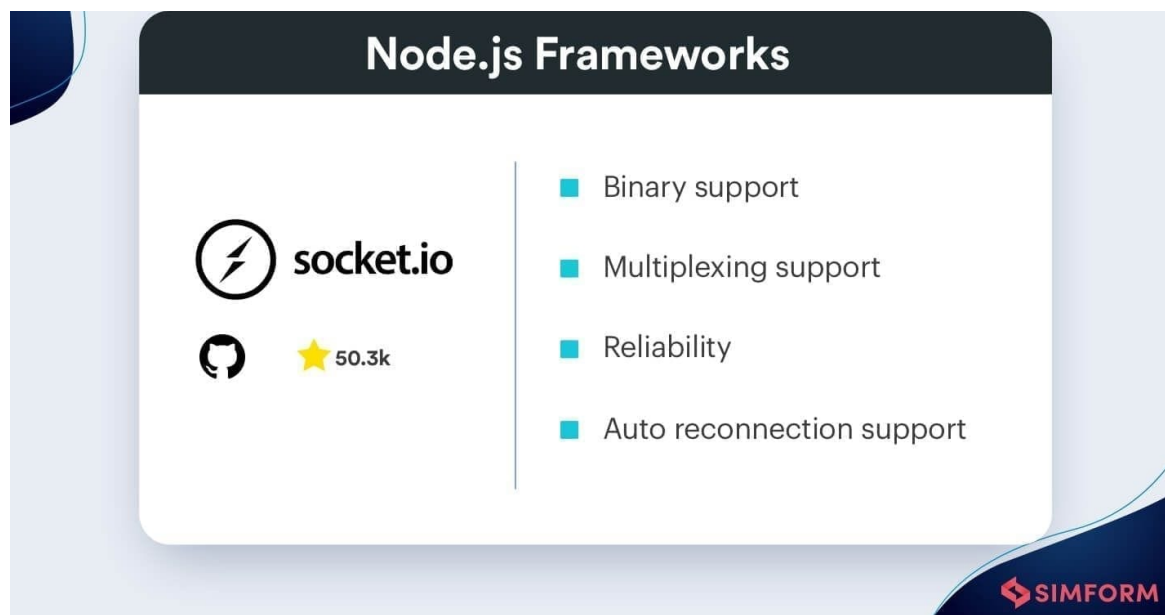 Node.js Frameworks
socket.io
50.3k
Binary support
Multiplexing support
Reliability
Auto reconnection support
SIMFORM